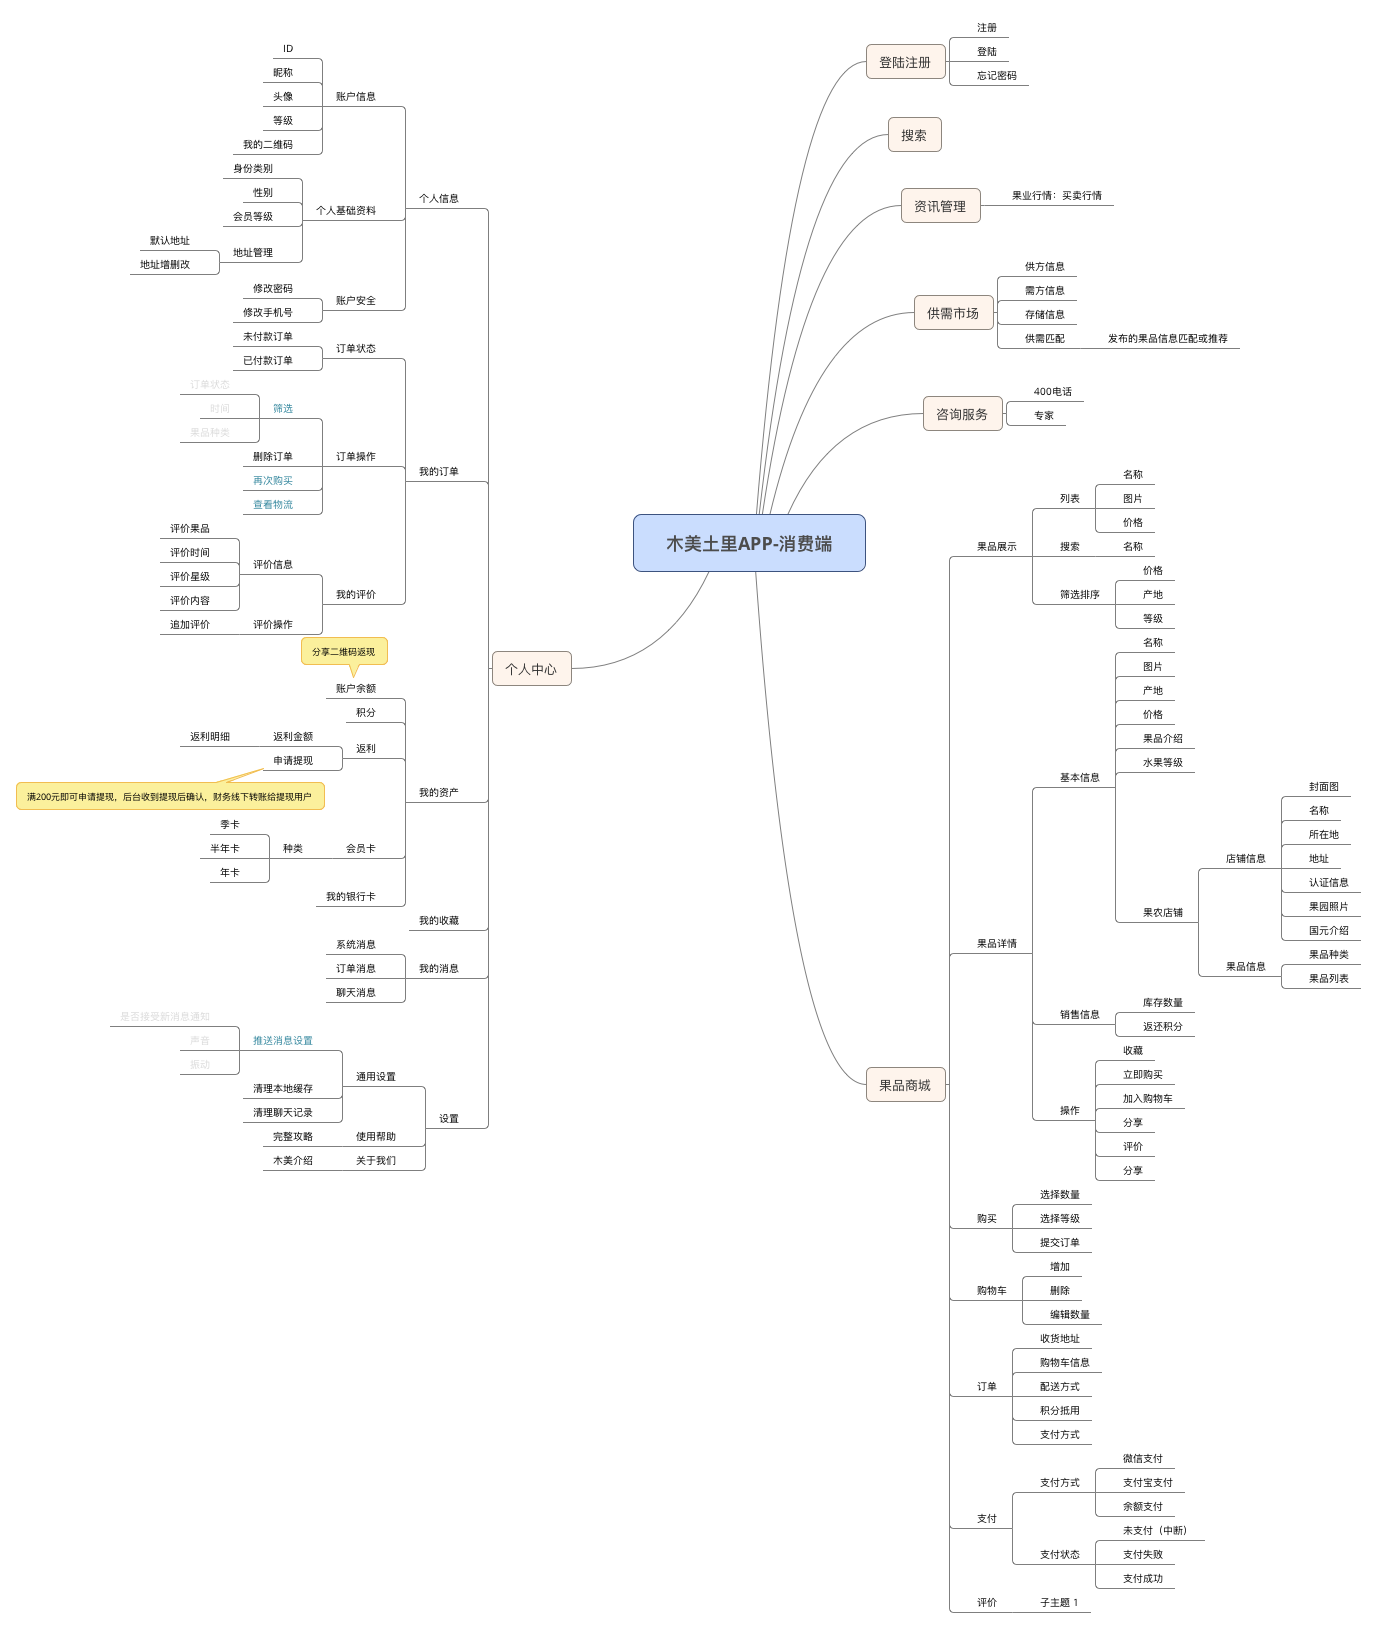 木美土里APP-消费端
登陆注册
注册
登陆
忘记密码
搜索
资讯管理
果业行情：买卖行情
供需市场
供方信息
需方信息
存储信息
供需匹配
发布的果品信息匹配或推荐
咨询服务
400电话
专家
果品商城
果品展示
列表
名称
图片
价格
搜索
名称
筛选排序
价格
产地
等级
果品详情
基本信息
名称
图片
产地
价格
果品介绍
水果等级
果农店铺
店铺信息
封面图
名称
所在地
地址
认证信息
果园照片
国元介绍
果品信息
果品种类
果品列表
销售信息
库存数量
返还积分
操作
收藏
立即购买
加入购物车
分享
评价
分享
购买
选择数量
选择等级
提交订单
购物车
增加
删除
编辑数量
订单
收货地址
购物车信息
配送方式
积分抵用
支付方式
支付
支付方式
微信支付
支付宝支付
余额支付
支付状态
未支付（中断）
支付失败
支付成功
评价
子主题 1
个人中心
个人信息
账户信息
ID
昵称
头像
等级
我的二维码
个人基础资料
身份类别
性别
会员等级
地址管理
默认地址
地址增删改
账户安全
修改密码
修改手机号
我的订单
订单状态
未付款订单
已付款订单
订单操作
筛选
订单状态
时间
果品种类
删除订单
再次购买
查看物流
我的评价
评价信息
评价果品
评价时间
评价星级
评价内容
评价操作
追加评价
我的资产
分享二维码返现
账户余额
积分
返利
返利金额
返利明细
申请提现
满200元即可申请提现，后台收到提现后确认，财务线下转账给提现用户
会员卡
种类
季卡
半年卡
年卡
我的银行卡
我的收藏
我的消息
系统消息
订单消息
聊天消息
设置
通用设置
推送消息设置
是否接受新消息通知
声音
振动
清理本地缓存
清理聊天记录
使用帮助
完整攻略
关于我们
木美介绍